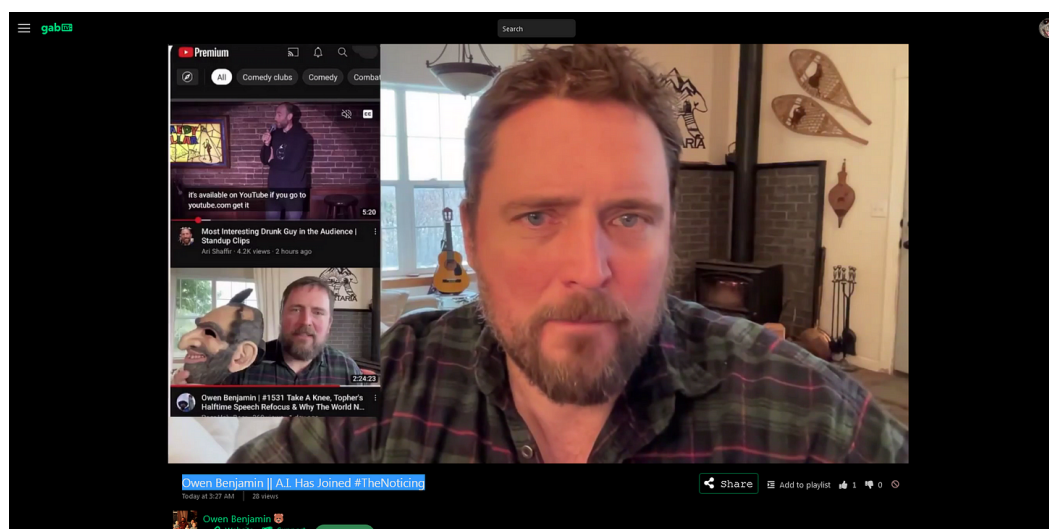 gab
Search
Premium
All Comedy clubs Comedy Combat
it's available on YouTube if you go to
youtube.com get it
5:20
Most Interesting Drunk Guy in the Audience |
Standup Clips
Ari Shaffir · 4.2K views · 2 hours ago
2:24:23
Owen Benjamin | #1531 Take A Knee, Topher's
Halftime Speech Refocus & Why The World N...
Owen Benjamin || A.I. Has Joined #TheNoticing
Today at 5:27 AM | 28 views
Share Add to playlist 1 0
Owen Benjamin